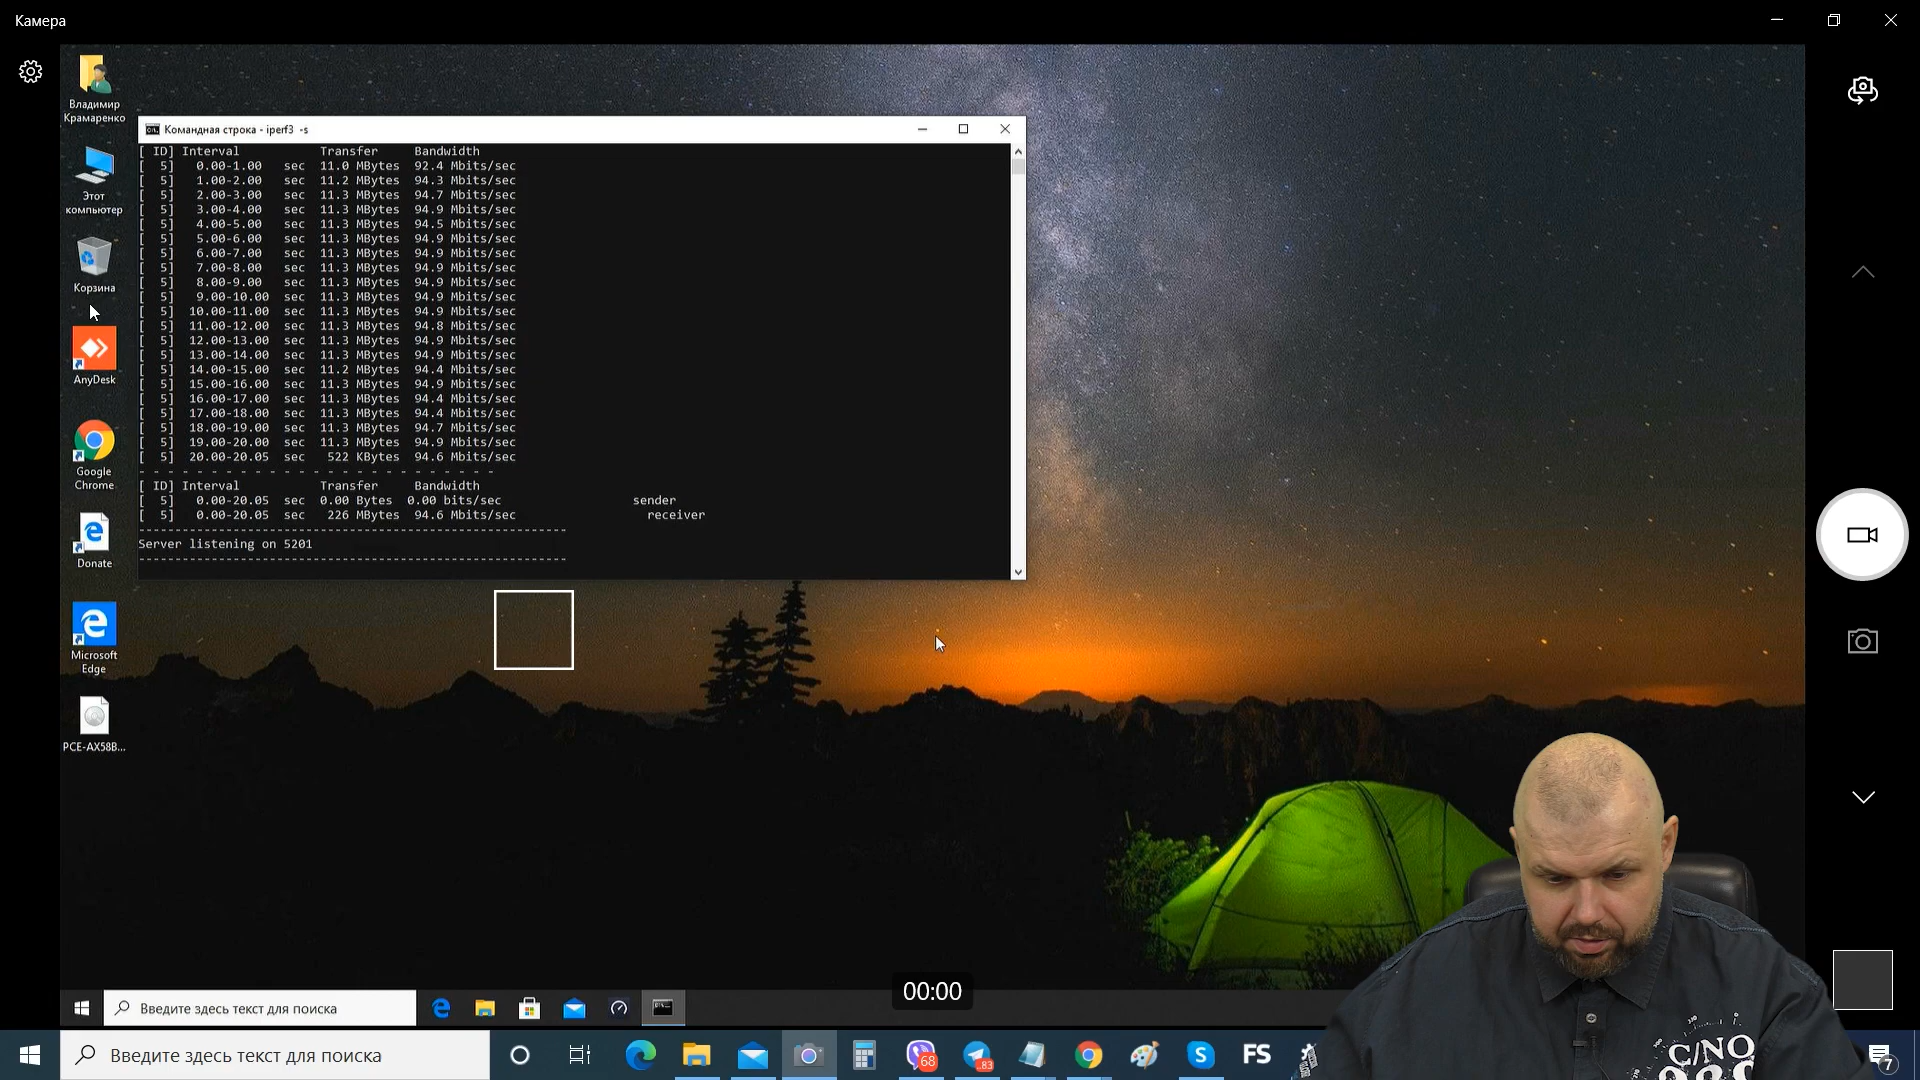 Камера
Владимир
Крамаренко
Этот
компьютер
Корзина
AnyDesk
Google
Chrome
Donate
Microsoft
Edge
PCE-AX58B...
Командная строка - iperf3 -s
[ ID] Interval Transfer Bandwidth
[ 5] 0.00-1.00 sec 11.0 MBytes 92.4 Mbits/sec
[ 5] 1.00-2.00 sec 11.2 MBytes 94.3 Mbits/sec
[ 5] 2.00-3.00 sec 11.3 MBytes 94.7 Mbits/sec
[ 5] 3.00-4.00 sec 11.3 MBytes 94.9 Mbits/sec
[ 5] 4.00-5.00 sec 11.3 MBytes 94.5 Mbits/sec
[ 5] 5.00-6.00 sec 11.3 MBytes 94.9 Mbits/sec
[ 5] 6.00-7.00 sec 11.3 MBytes 94.9 Mbits/sec
[ 5] 7.00-8.00 sec 11.3 MBytes 94.9 Mbits/sec
[ 5] 8.00-9.00 sec 11.3 MBytes 94.9 Mbits/sec
[ 5] 9.00-10.00 sec 11.3 MBytes 94.9 Mbits/sec
[ 5] 10.00-11.00 sec 11.3 MBytes 94.9 Mbits/sec
[ 5] 11.00-12.00 sec 11.3 MBytes 94.8 Mbits/sec
[ 5] 12.00-13.00 sec 11.3 MBytes 94.9 Mbits/sec
[ 5] 13.00-14.00 sec 11.3 MBytes 94.9 Mbits/sec
[ 5] 14.00-15.00 sec 11.2 MBytes 94.4 Mbits/sec
[ 5] 15.00-16.00 sec 11.3 MBytes 94.9 Mbits/sec
[ 5] 16.00-17.00 sec 11.3 MBytes 94.4 Mbits/sec
[ 5] 17.00-18.00 sec 11.3 MBytes 94.4 Mbits/sec
[ 5] 18.00-19.00 sec 11.3 MBytes 94.7 Mbits/sec
[ 5] 19.00-20.00 sec 11.3 MBytes 94.9 Mbits/sec
[ 5] 20.00-20.05 sec 522 KBytes 94.6 Mbits/sec
- - - - - - - - - - - - - - - - - - - - - - - - -
[ ID] Interval Transfer Bandwidth
[ 5] 0.00-20.05 sec 0.00 Bytes 0.00 bits/sec sender
[ 5] 0.00-20.05 sec 226 MBytes 94.6 Mbits/sec receiver
-----------------------------------------------------------
Server listening on 5201
-----------------------------------------------------------
00:00
Введите здесь текст для поиска
Введите здесь текст для поиска
68
83
FS
7
C/NO